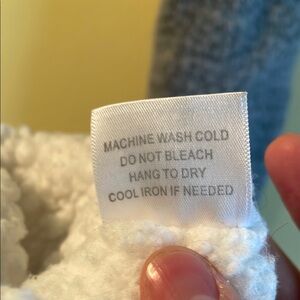 MACHINE WASH COLD
DO NOT BLEACH
HANG TO DRY
COOL IRON IF NEEDED